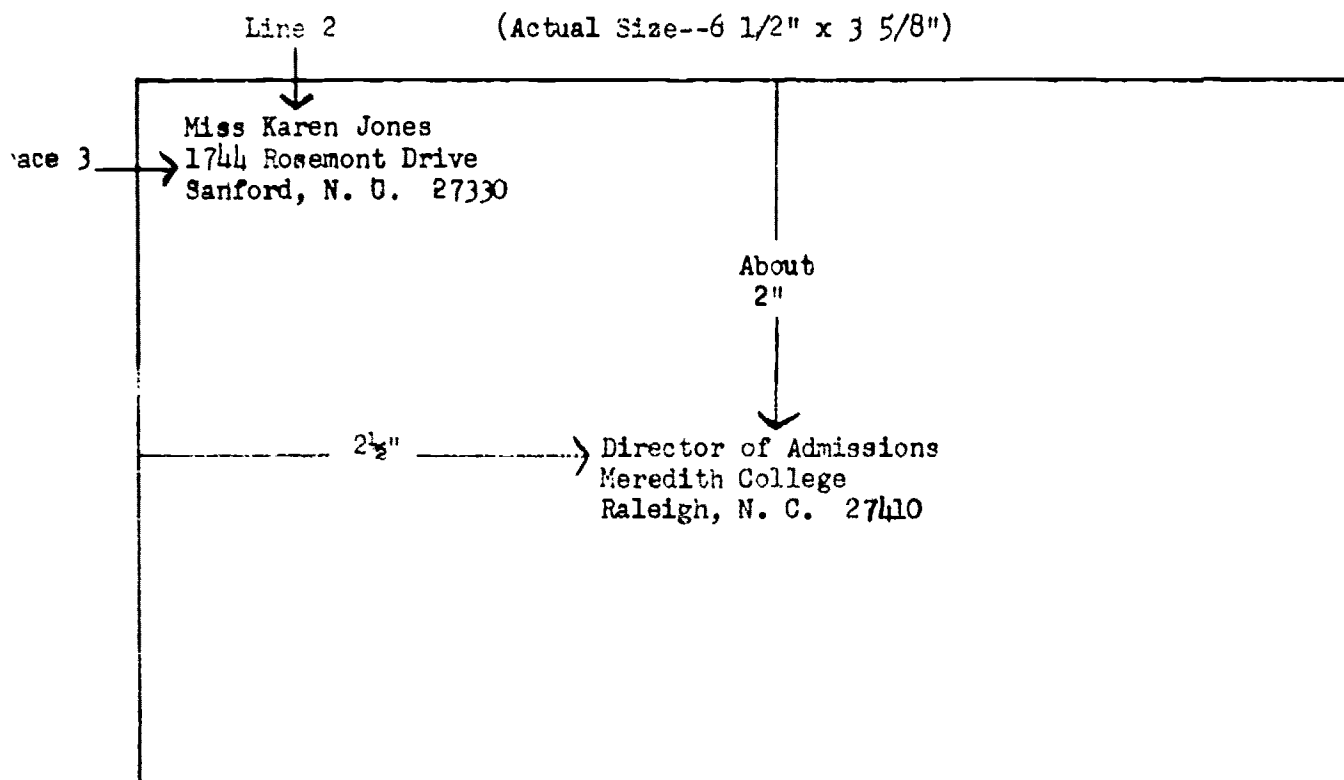 Line 2 (Actual Size--6 1/2" x 3 5/8")
Miss Karen Jones
ace 3 1744 Rosemont Drive
Sanford, N. C. 27330
About
2"
2½" Director of Admissions
Meredith College
Raleigh, N. C. 27410